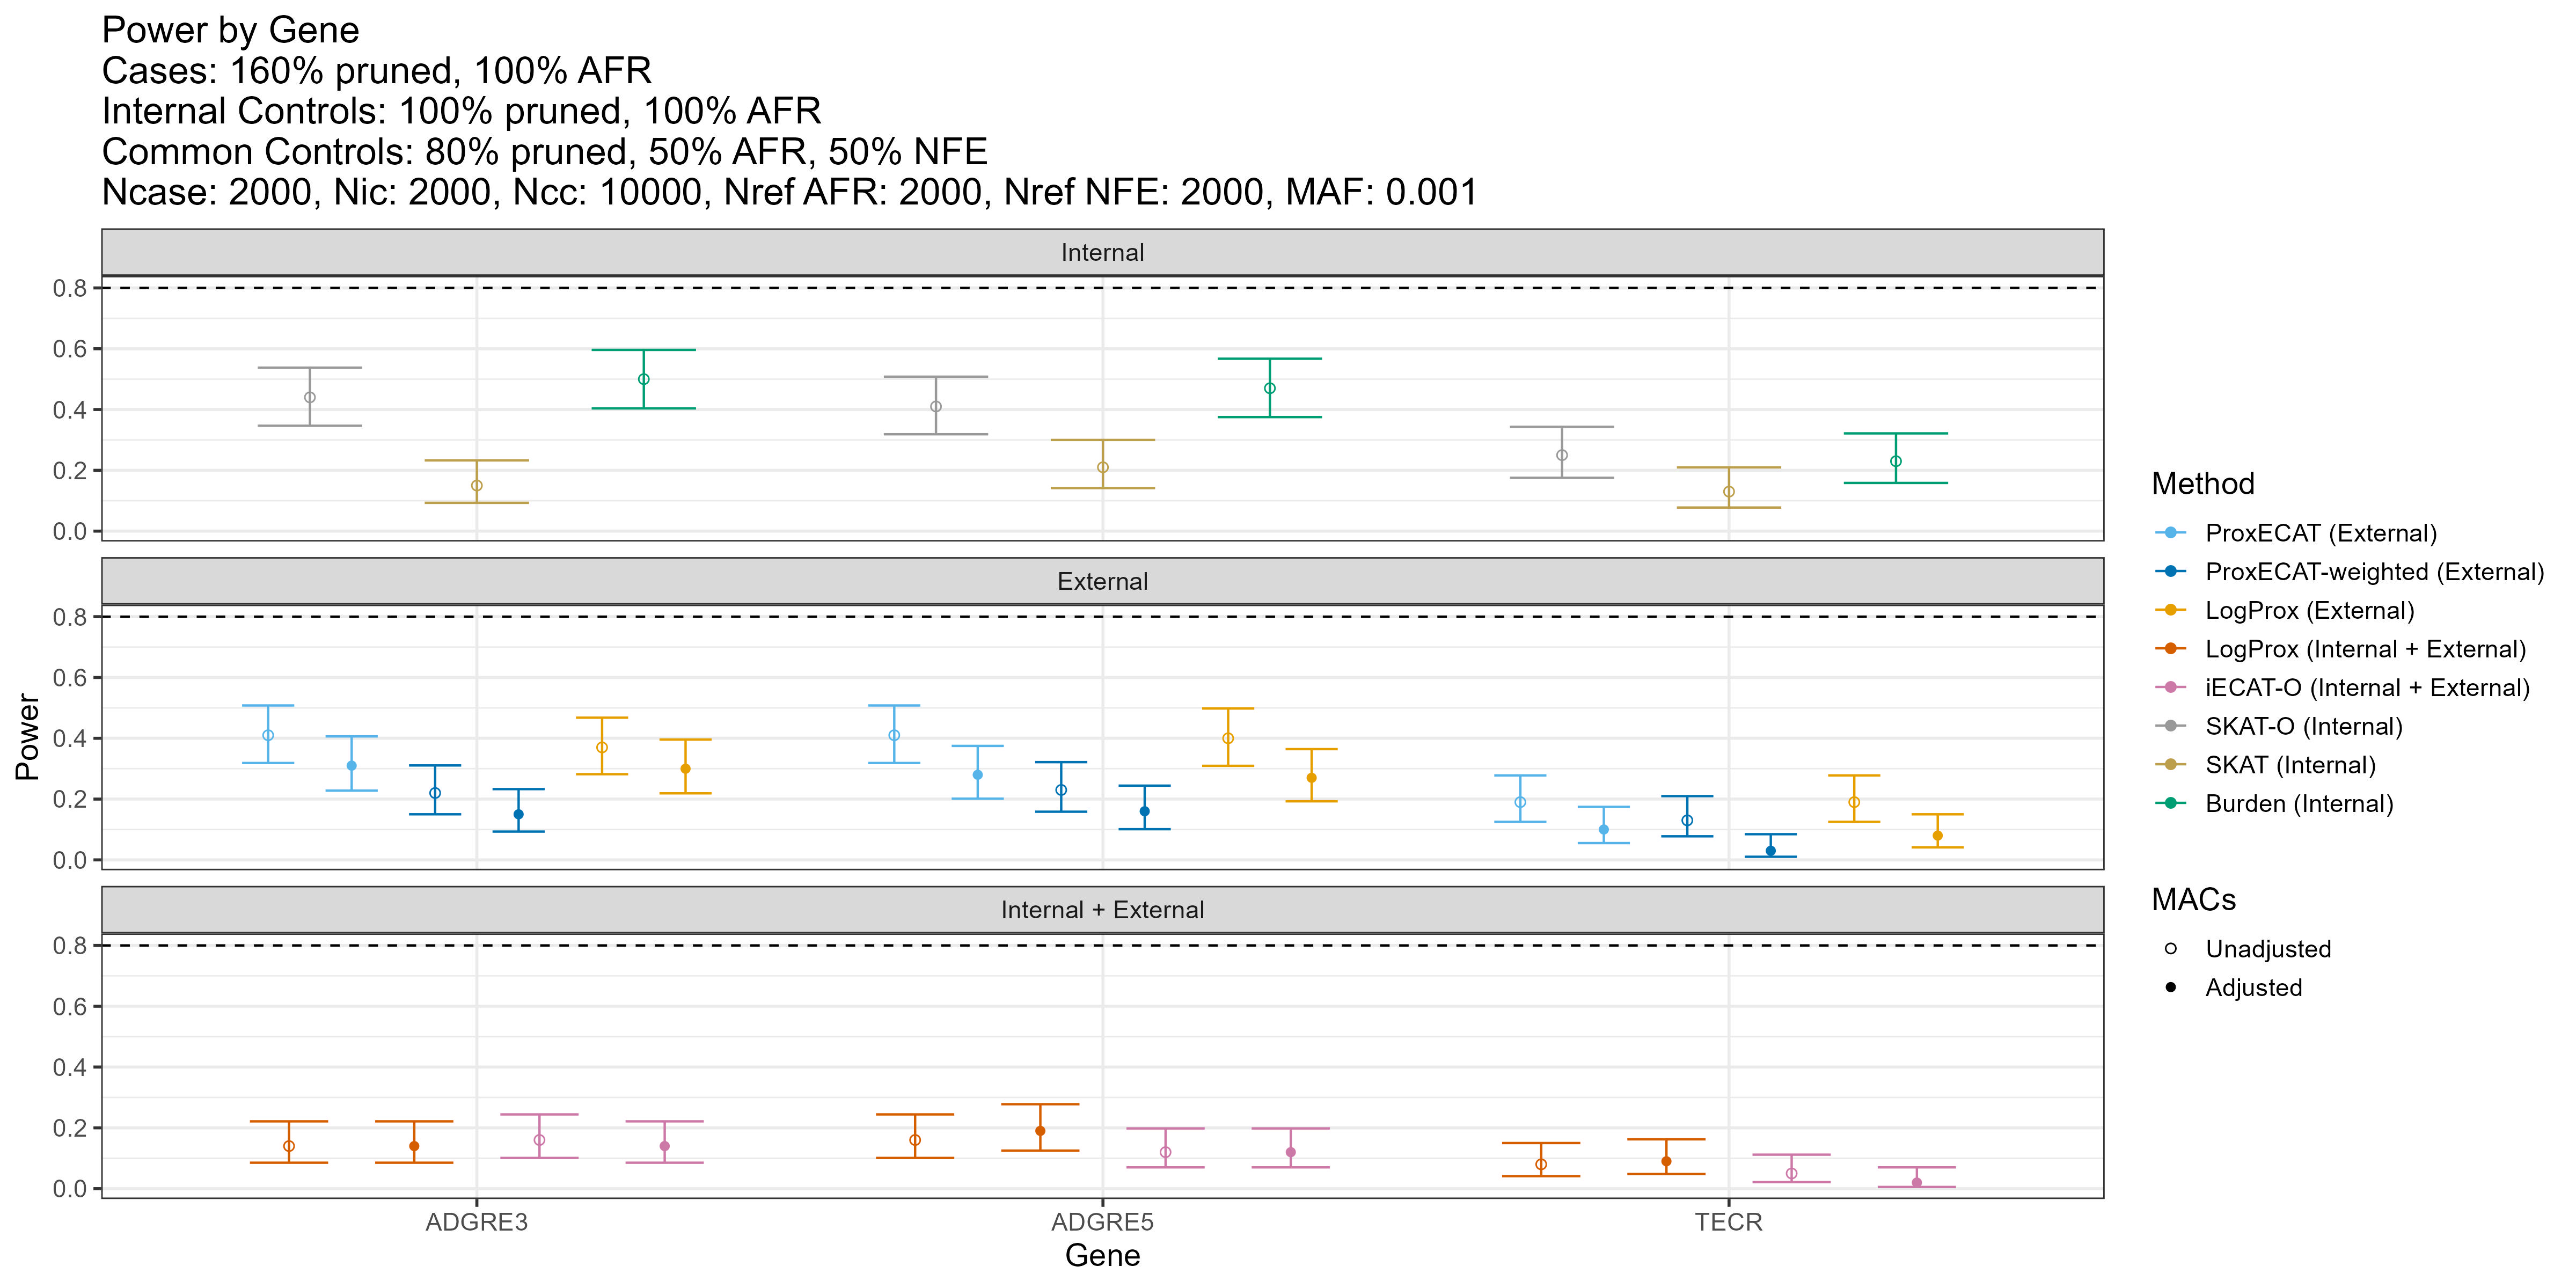 Power by Gene
Cases: 160% pruned, 100% AFR
Internal Controls: 100% pruned, 100% AFR
Common Controls: 80% pruned, 50% AFR, 50% NFE
Ncase: 2000, Nic: 2000, Ncc: 10000, Nref AFR: 2000, Nref NFE: 2000, MAF: 0.001
Internal
0.8
0.6
0.4
0.2
0.0
External
0.8
0.6
0.4
0.2
0.0
Internal + External
0.8
0.6
0.4
0.2
0.0
Power
ADGRE3
ADGRE5
TECR
Gene
Method
ProxECAT (External)
ProxECAT-weighted (External)
LogProx (External)
LogProx (Internal + External)
iECAT-O (Internal + External)
SKAT-O (Internal)
SKAT (Internal)
Burden (Internal)
MACs
Unadjusted
Adjusted